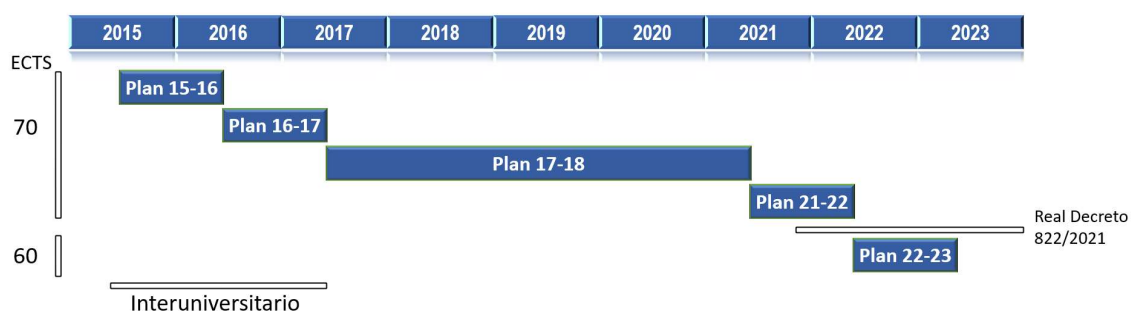 2015 2016 2017 2018 2019 2020 2021 2022 2023
ECTS
Plan 15-16
70
Plan 16-17
Plan 17-18
Plan 21-22
Real Decreto
822/2021
60
Plan 22-23
Interuniversitario